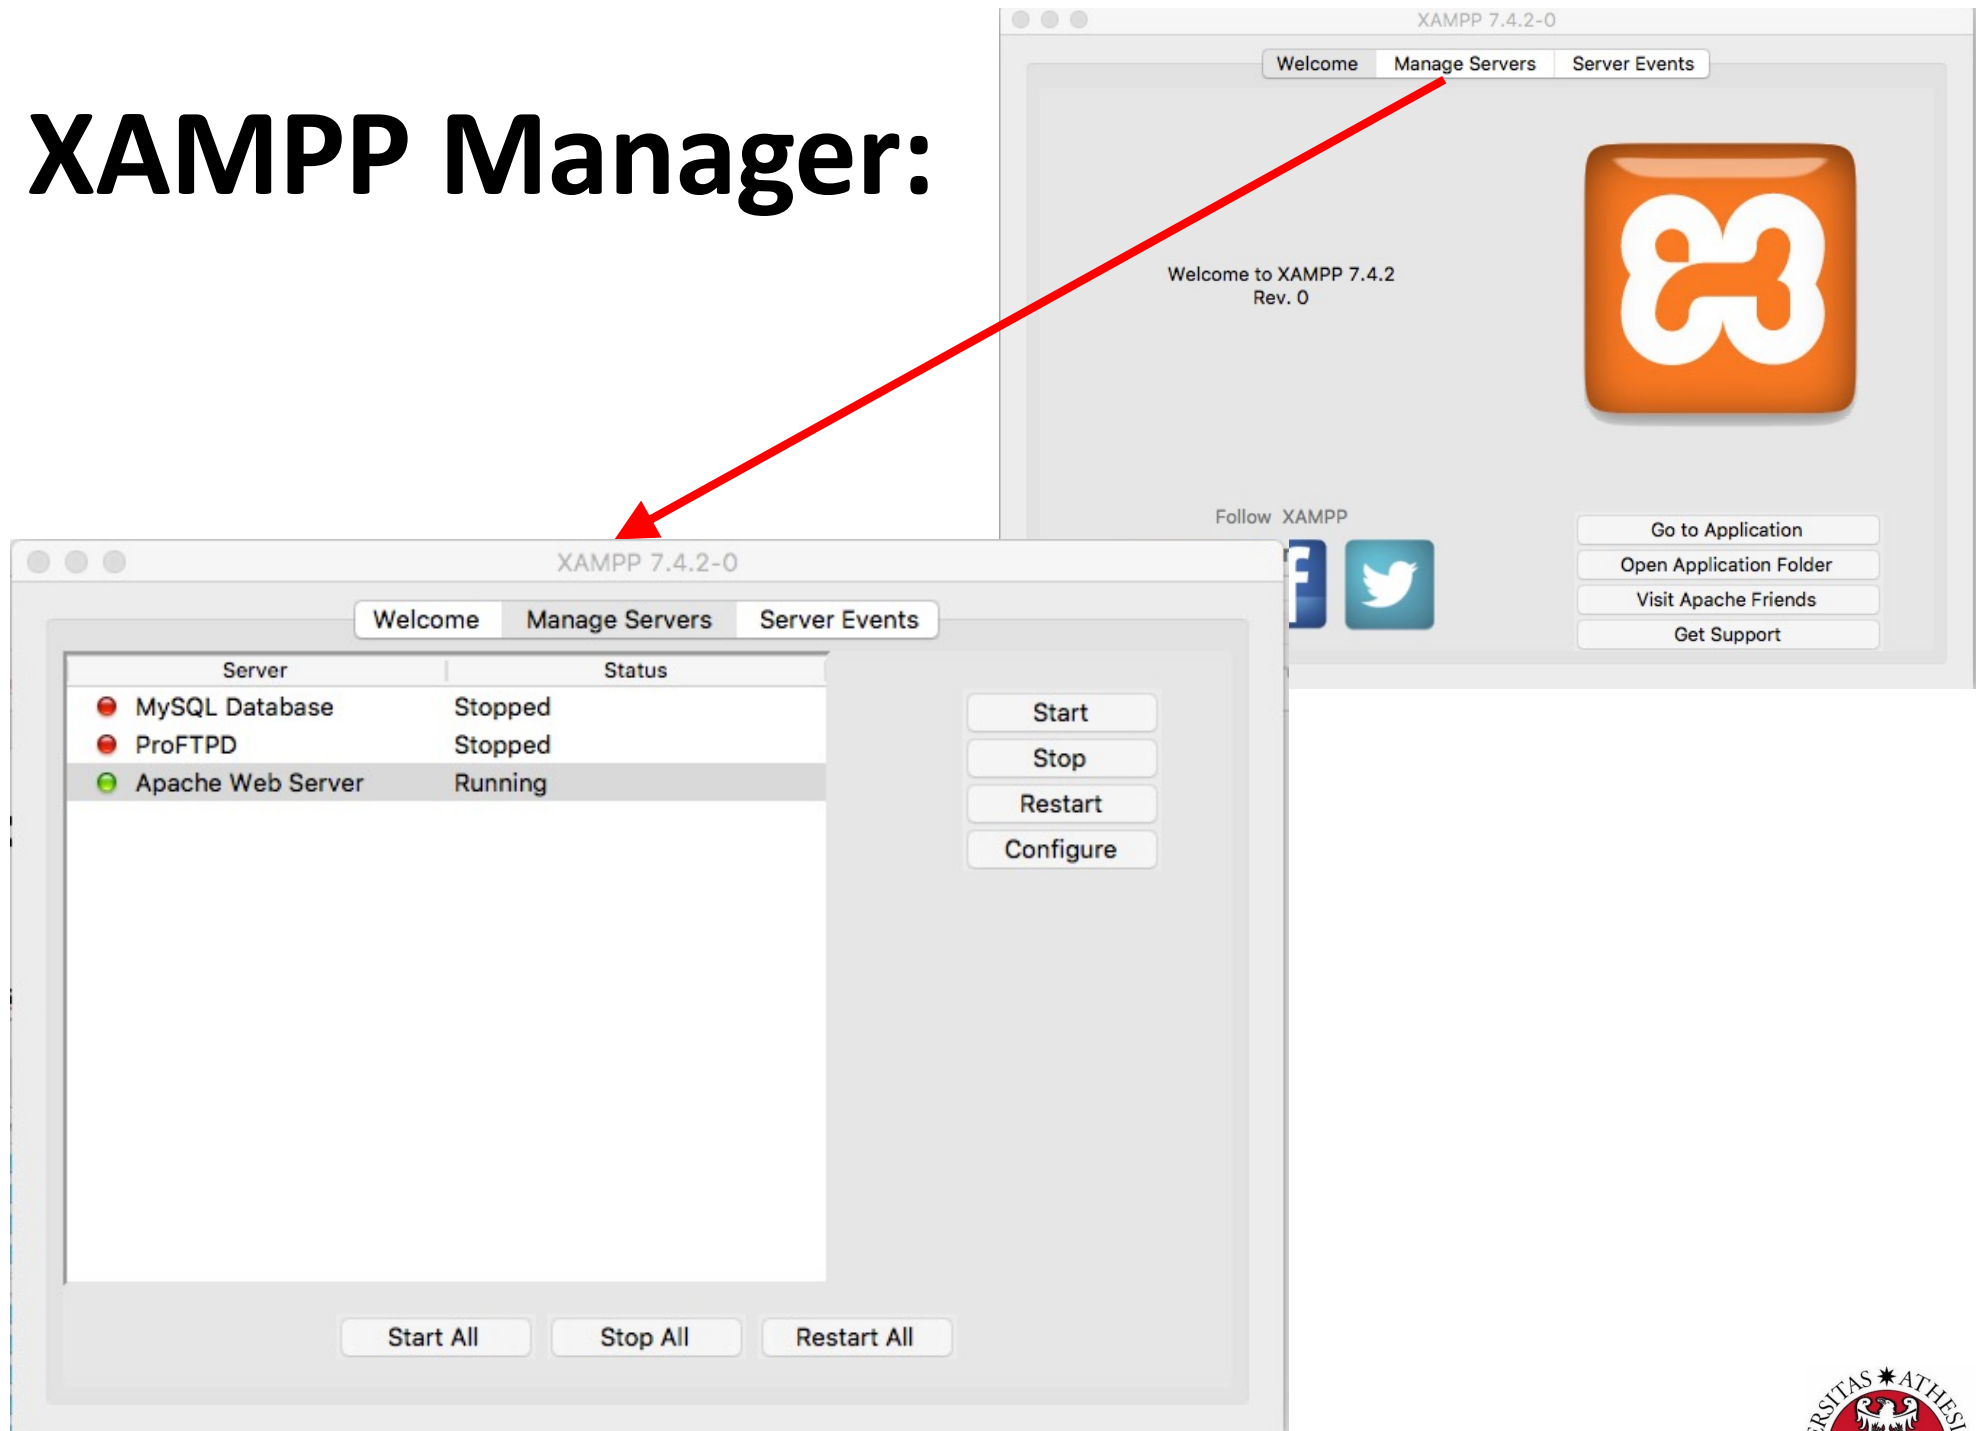 XAMPP Manager:
XAMPP 7.4.2-0
Welcome Manage Servers Server Events
Welcome to XAMPP 7.4.2
Rev. 0
Follow XAMPP
Go to Application
Open Application Folder
Visit Apache Friends
Get Support
XAMPP 7.4.2-0
Welcome Manage Servers Server Events
Server Status
MySQL Database Stopped
ProFTPD Stopped
Apache Web Server Running
Start
Stop
Restart
Configure
Start All Stop All Restart All